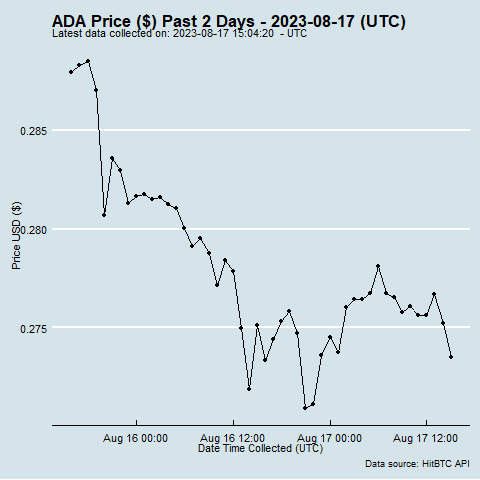 ADA Price ($) Past 2 Days - 2023-08-17 (UTC)
Latest data collected on: 2023-08-17 15:04:20 - UTC
0.285
0.280
0.275
Price USD ($)
Aug 16 00:00
Aug 16 12:00
Aug 17 00:00
Aug 17 12:00
Date Time Collected (UTC)
Data source: HitBTC API